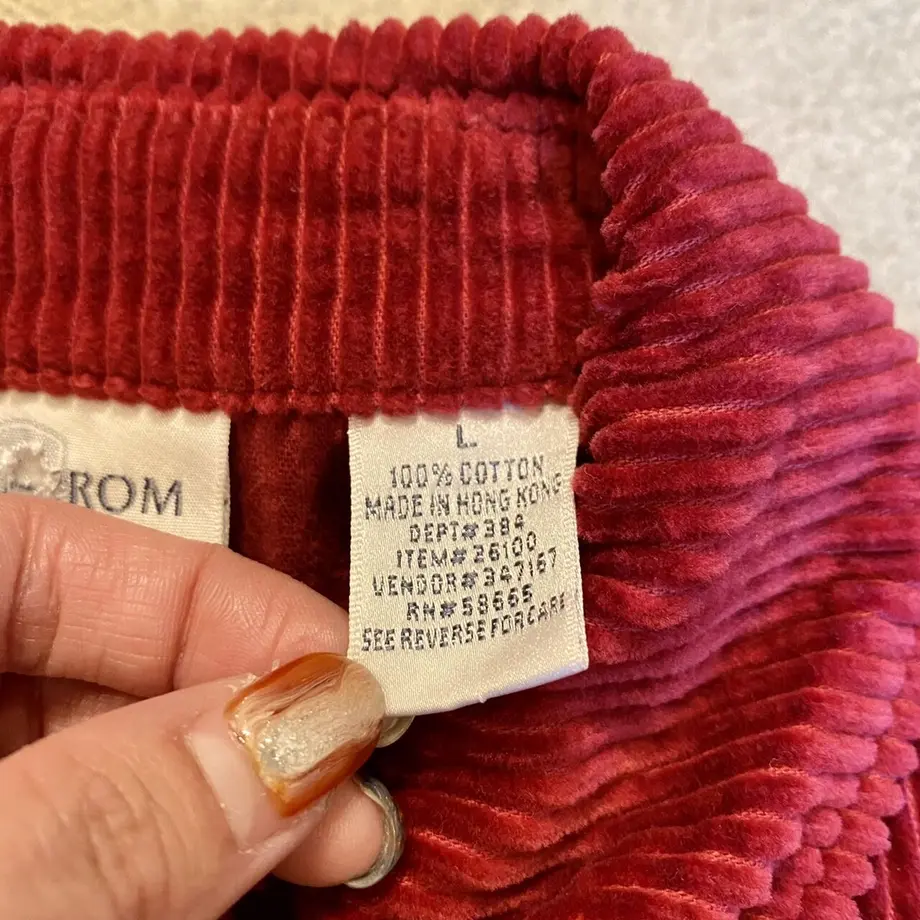 ROM
L
100% COTTON
MADE IN HONG KONG
DEPT#384
ITEM#26100
VENDOR#347167
RN#58665
SEE REVERSE FOR CARE